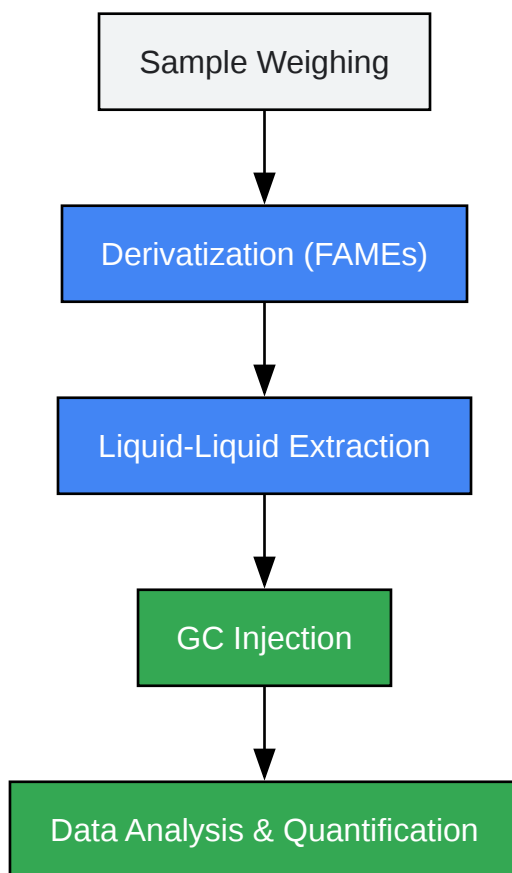 Sample Weighing
Derivatization (FAMEs)
Liquid-Liquid Extraction
GC Injection
Data Analysis & Quantification